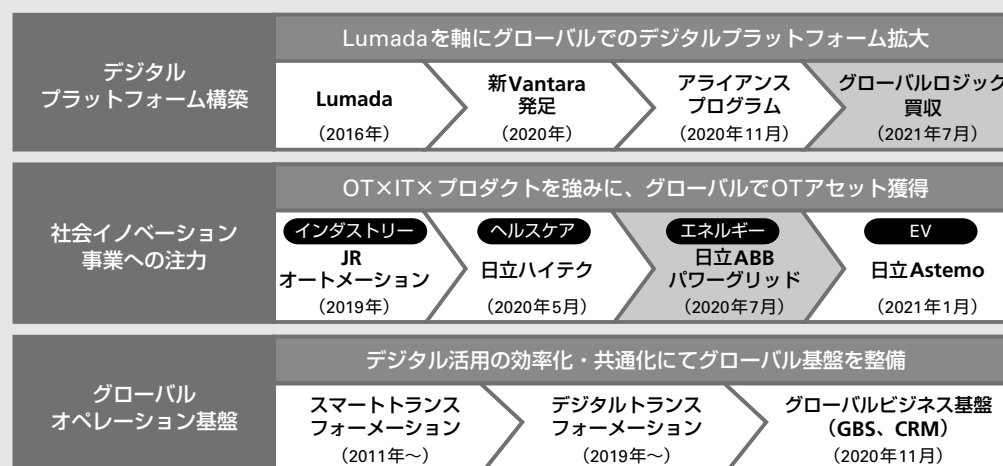 デジタル
プラットフォーム構築
Lumadaを軸にグローバルでのデジタルプラットフォーム拡大
Lumada
（2016年）
新Vantara
発足
（2020年）
アライアンス
プログラム
（2020年11月）
グローバルロジック
買収
（2021年7月）
社会イノベーション
事業への注力
OT×IT×プロダクトを強みに、グローバルでOTアセット獲得
インダストリー
JR
オートメーション
（2019年）
ヘルスケア
日立ハイテク
（2020年5月）
エネルギー
日立ABB
パワーグリッド
（2020年7月）
EV
日立Astemo
（2021年1月）
グローバル
オペレーション基盤
デジタル活用の効率化・共通化にてグローバル基盤を整備
スマートトランス
フォーメーション
（2011年～）
デジタルトランス
フォーメーション
（2019年～）
グローバルビジネス基盤
（GBS、CRM）
（2020年11月）